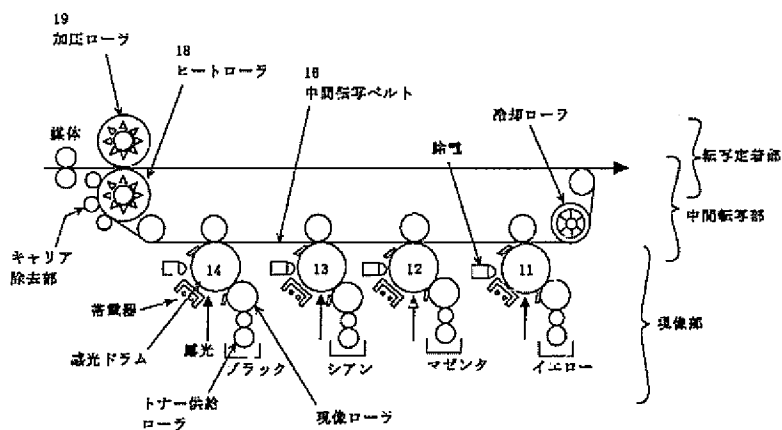 19
加圧ローラ
18
ヒートローラ
16
中間転写ベルト
冷却ローラ
媒体
除電
転写定着部
中間転写部
キャリア
除去部
14
13
12
11
帯電器
現像部
感光ドラム
露光
ブラック
シアン
マゼンタ
イエロー
トナー供給
ローラ
現像ローラ